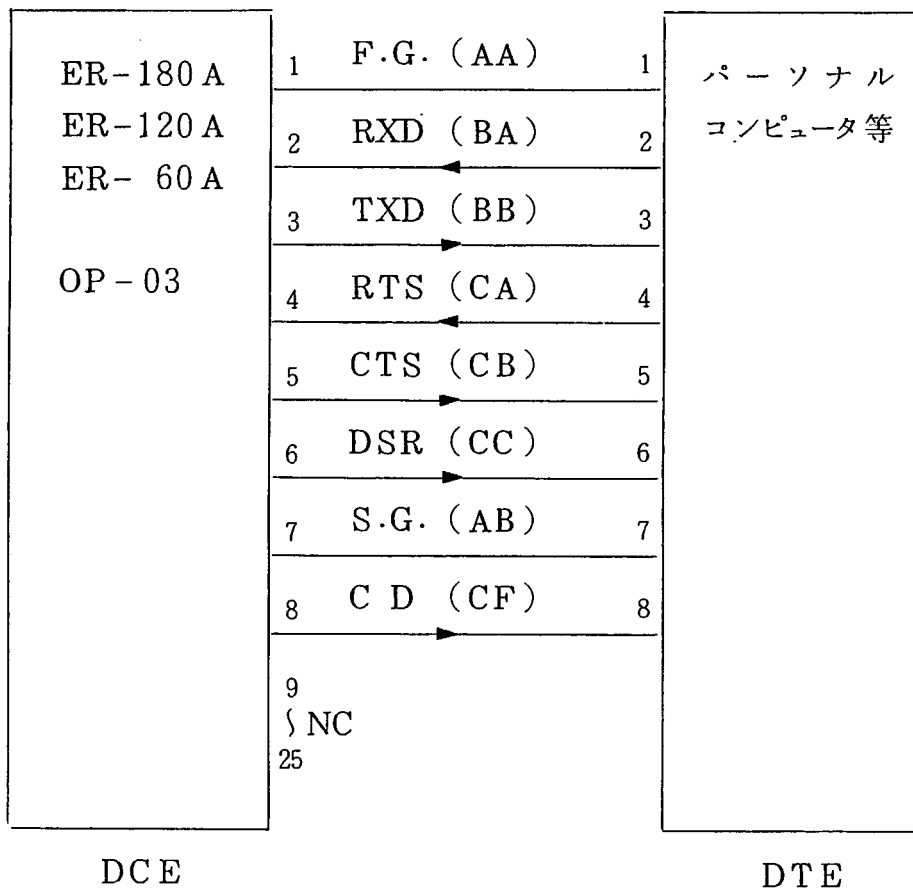 ER-180A
ER-120A
ER- 60A
OP-03
1 F.G. (AA) 1
2 RXD (BA) 2
3 TXD (BB) 3
4 RTS (CA) 4
5 CTS (CB) 5
6 DSR (CC) 6
7 S.G. (AB) 7
8 C D (CF) 8
9
〜 NC
25
パーソナル
コンピュータ等
DCE
DTE